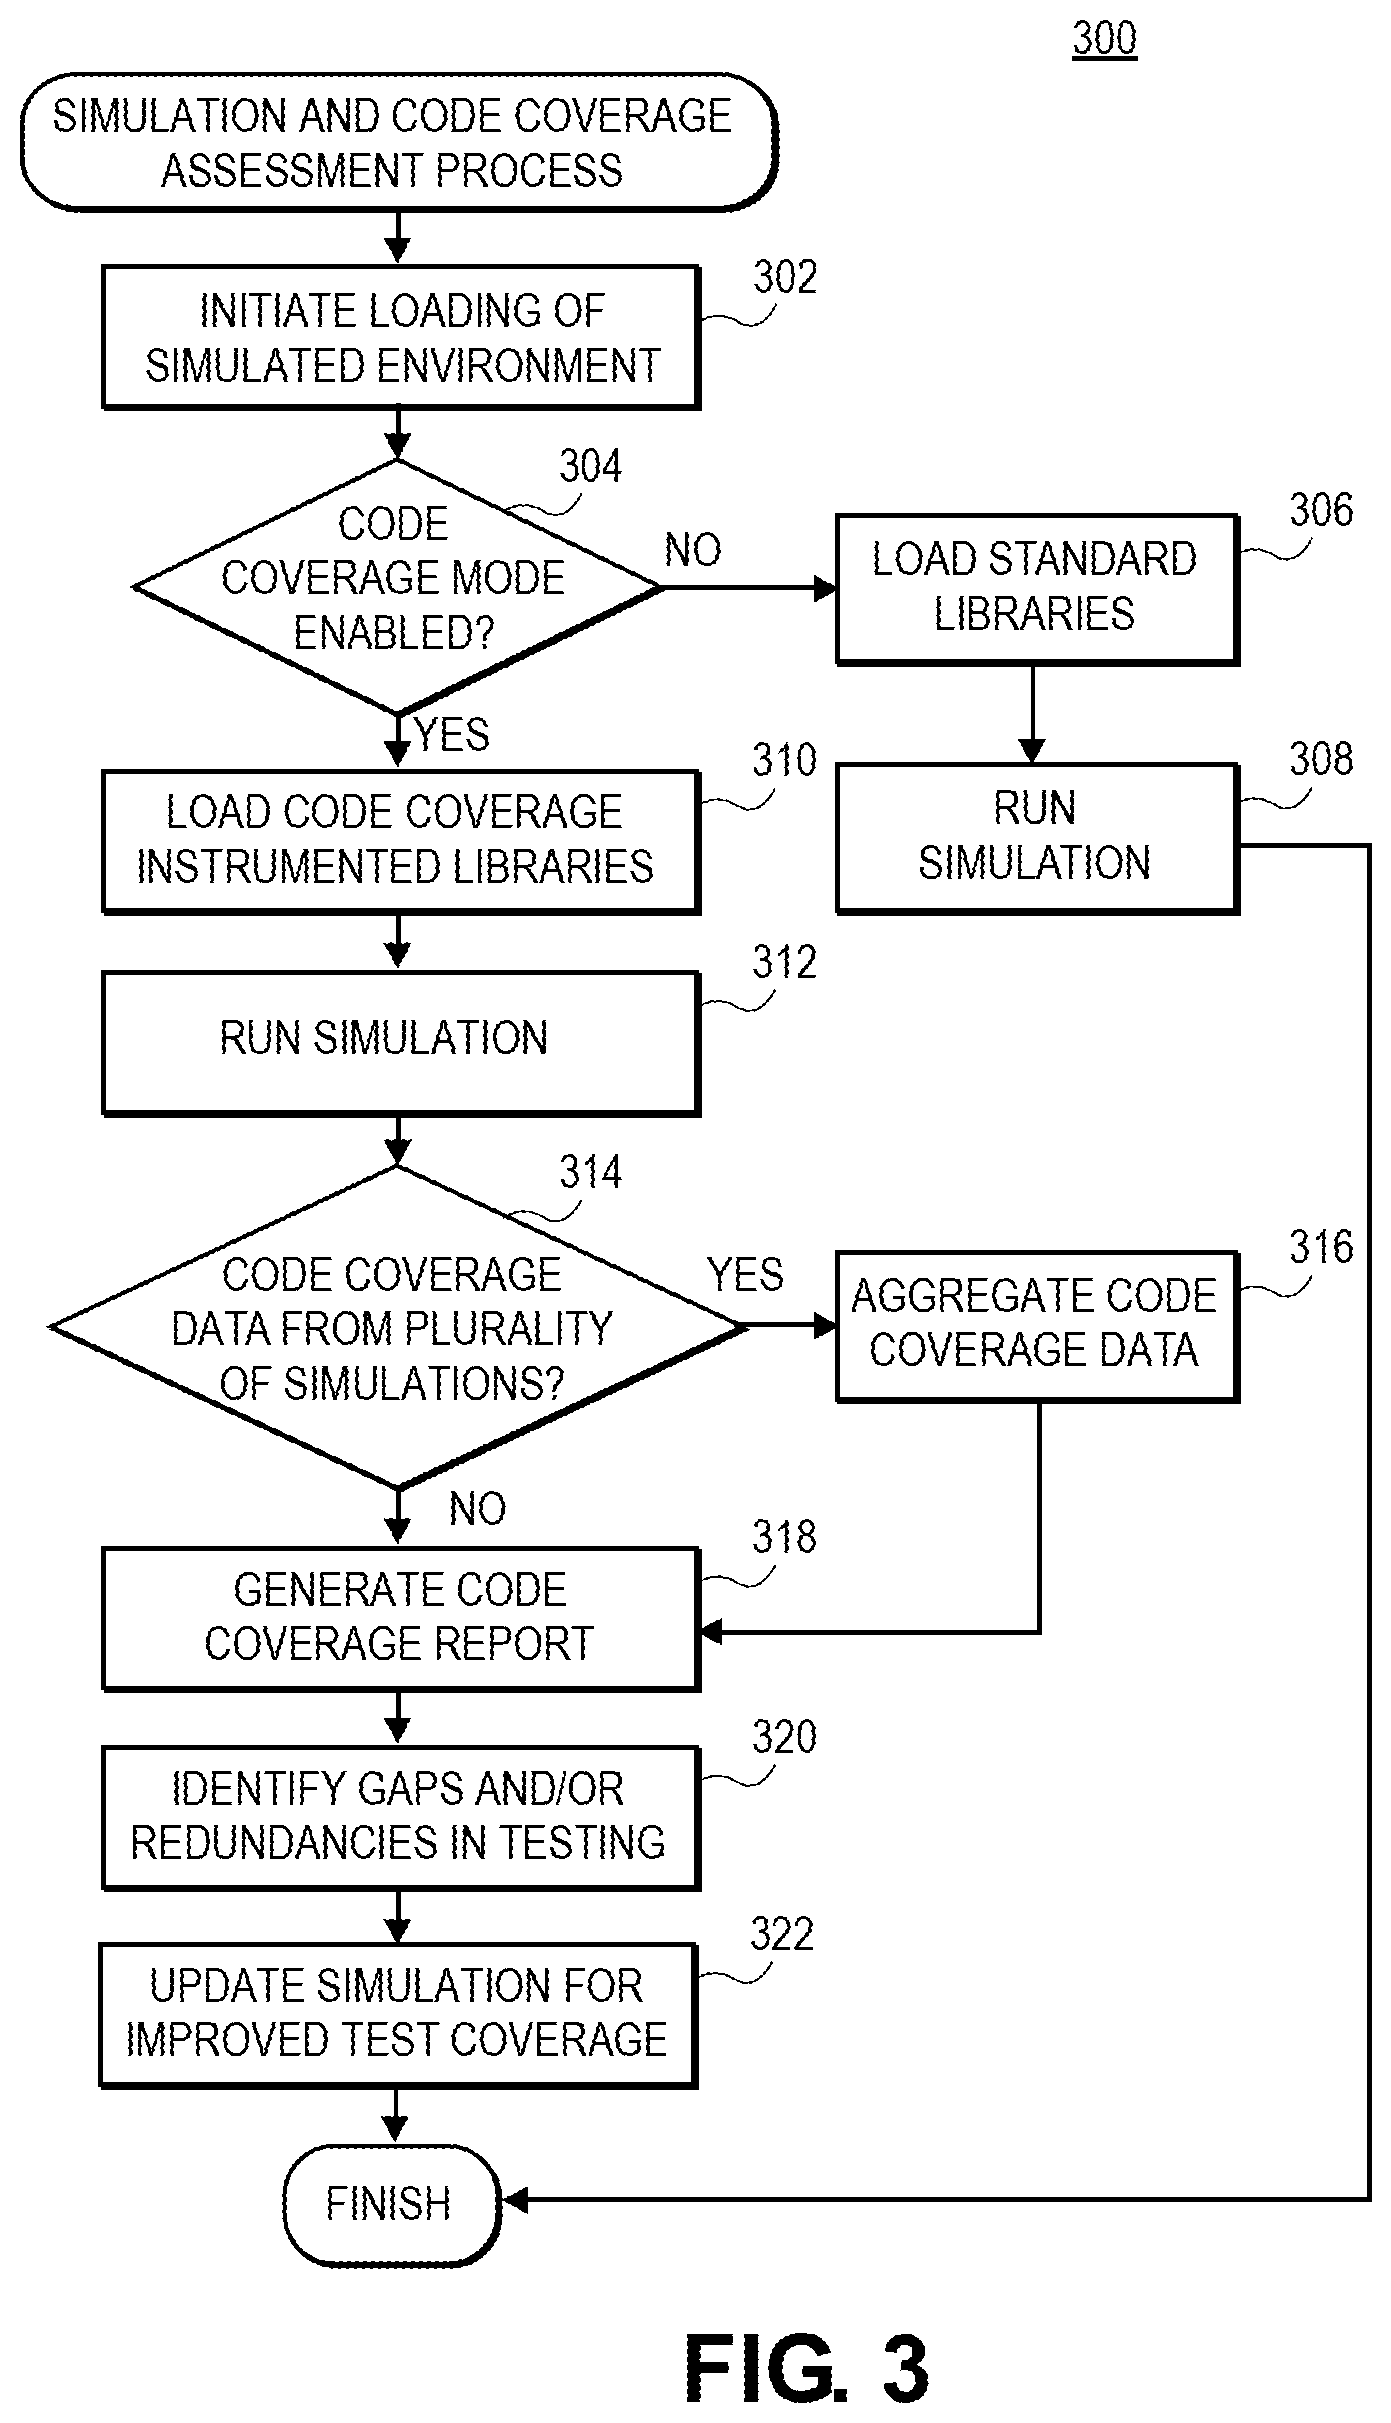 300
SIMULATION AND CODE COVERAGE
ASSESSMENT PROCESS
302
INITIATE LOADING OF
SIMULATED ENVIRONMENT
304
CODE
COVERAGE MODE
ENABLED?
NO
306
LOAD STANDARD
LIBRARIES
YES
308
RUN
SIMULATION
310
LOAD CODE COVERAGE
INSTRUMENTED LIBRARIES
312
RUN SIMULATION
314
CODE COVERAGE
DATA FROM PLURALITY
OF SIMULATIONS?
YES
316
AGGREGATE CODE
COVERAGE DATA
NO
318
GENERATE CODE
COVERAGE REPORT
320
IDENTIFY GAPS AND/OR
REDUNDANCIES IN TESTING
322
UPDATE SIMULATION FOR
IMPROVED TEST COVERAGE
FINISH
FIG. 3